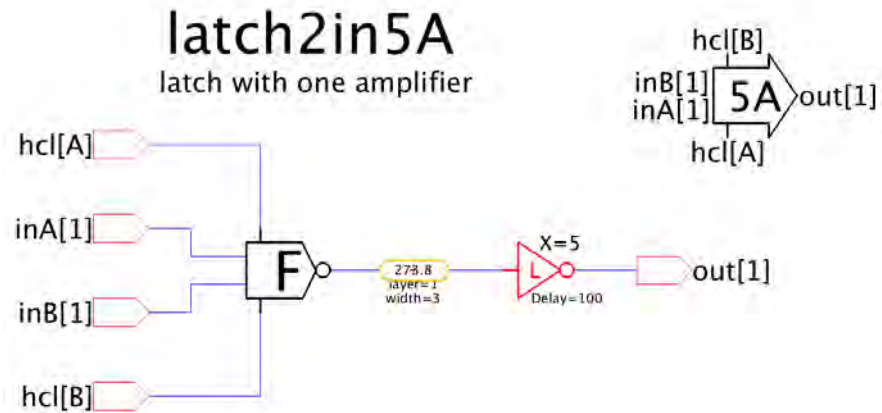 latch2in5A
latch with one amplifier
hcl[B]
inB[1]
inA[1]
5A
out[1]
hcl[A]
hcl[A]
inA[1]
F
273.8
layer=1
width=3
X=5
L
Delay=100
out[1]
inB[1]
hcl[B]